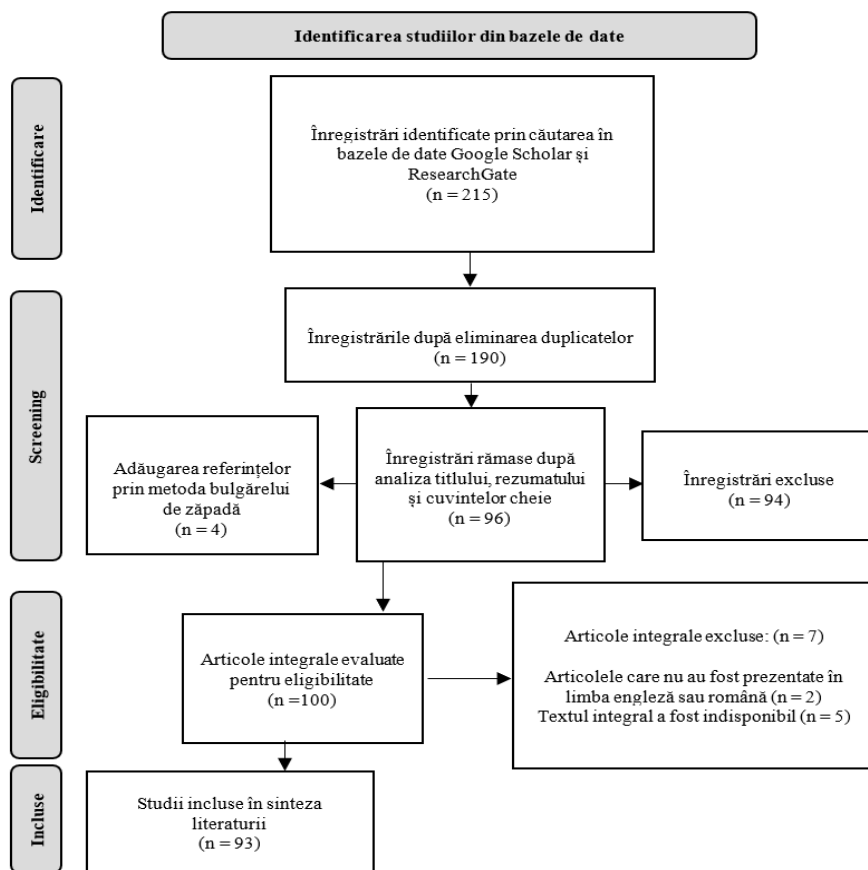 Identificarea studiilor din bazele de date
Identificare
Înregistrări identificate prin căutarea în
bazele de date Google Scholar și
ResearchGate
(n = 215)
Screening
Înregistrările după eliminarea duplicatelor
(n = 190)
Adăugarea referințelor
prin metoda bulgărelui
de zăpadă
(n = 4)
Înregistrări rămase după
analiza titlului, rezumatului
și cuvintelor cheie
(n = 96)
Înregistrări excluse
(n = 94)
Eligibilitate
Articole integrale evaluate
pentru eligibilitate
(n =100)
Articole integrale excluse: (n = 7)
Articolele care nu au fost prezentate în
limba engleză sau română (n = 2)
Textul integral a fost indisponibil (n = 5)
Incluse
Studii incluse în sinteza
literaturii
(n = 93)